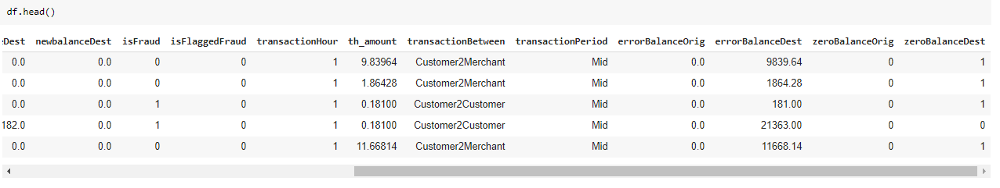 df.head()
eDest newbalanceDest isFraud isFlaggedFraud transactionHour th_amount transactionBetween transactionPeriod errorBalanceOrig errorBalanceDest zeroBalanceOrig zeroBalanceDest
0.0 0.0 0 0 1 9.83964 Customer2Merchant Mid 0.0 9839.64 0 1
0.0 0.0 0 0 1 1.86428 Customer2Merchant Mid 0.0 1864.28 0 1
0.0 0.0 1 0 1 0.18100 Customer2Customer Mid 0.0 181.00 0 1
182.0 0.0 1 0 1 0.18100 Customer2Customer Mid 0.0 21363.00 0 0
0.0 0.0 0 0 1 11.66814 Customer2Merchant Mid 0.0 11668.14 0 1